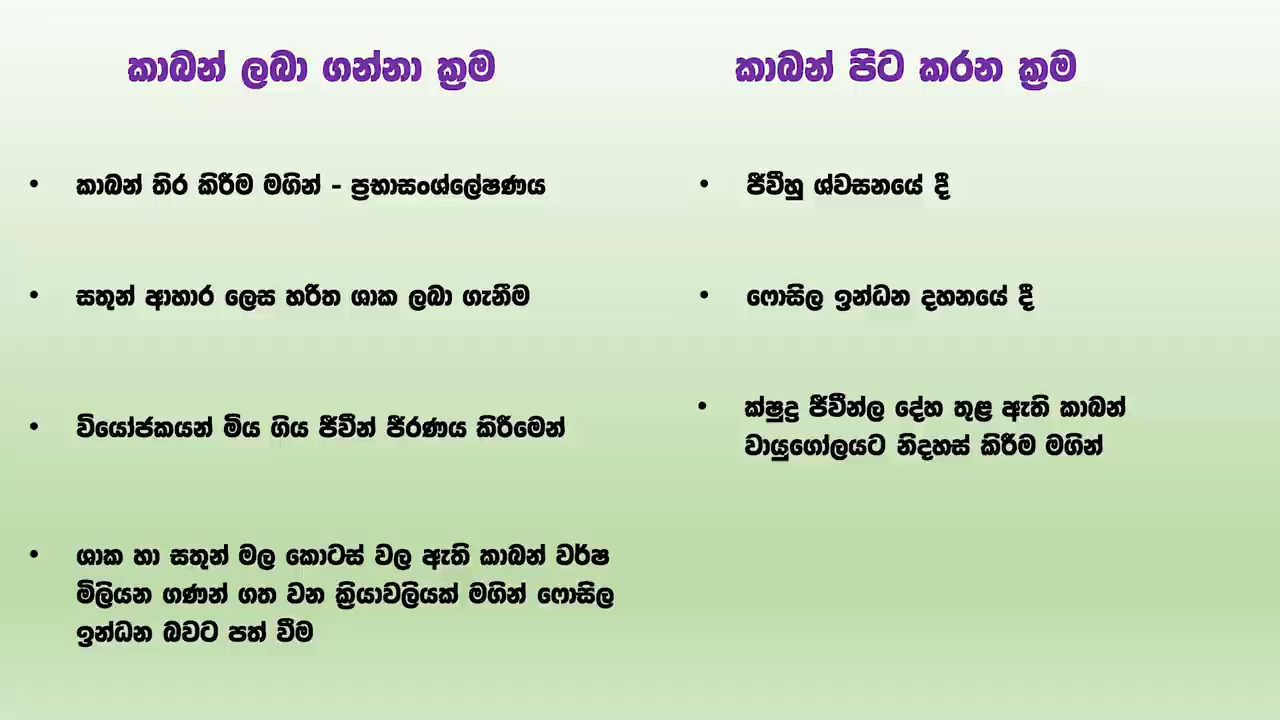 කාබන් ලබා ගන්නා ක්‍රම
• කාබන් තිර කිරීම මගින් - ප්‍රභාසංශ්ලේෂණය
• සතුන් ආහාර ලෙස හරිත ශාක ලබා ගැනීම
• වියෝජකයන් මිය ගිය ජීවීන් ජීරණය කිරීමෙන්
• ශාක හා සතුන් මල කොටස් වල ඇති කාබන් වර්ෂ
මිලියන ගණන් ගත වන ක්‍රියාවලියක් මගින් ෆොසිල
ඉන්ධන බවට පත් වීම
කාබන් පිට කරන ක්‍රම
• ජීවීහු ශ්වසනයේ දී
• ෆොසිල ඉන්ධන දහනයේ දී
• ක්ෂුද්‍ර ජීවීන්ල දේහ තුළ ඇති කාබන්
වායුගෝලයට නිදහස් කිරීම මගින්